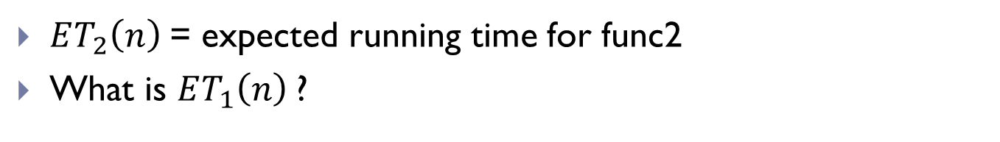 𝐸𝑇₂(𝑛) = expected running time for func2
What is 𝐸𝑇₁(𝑛) ?